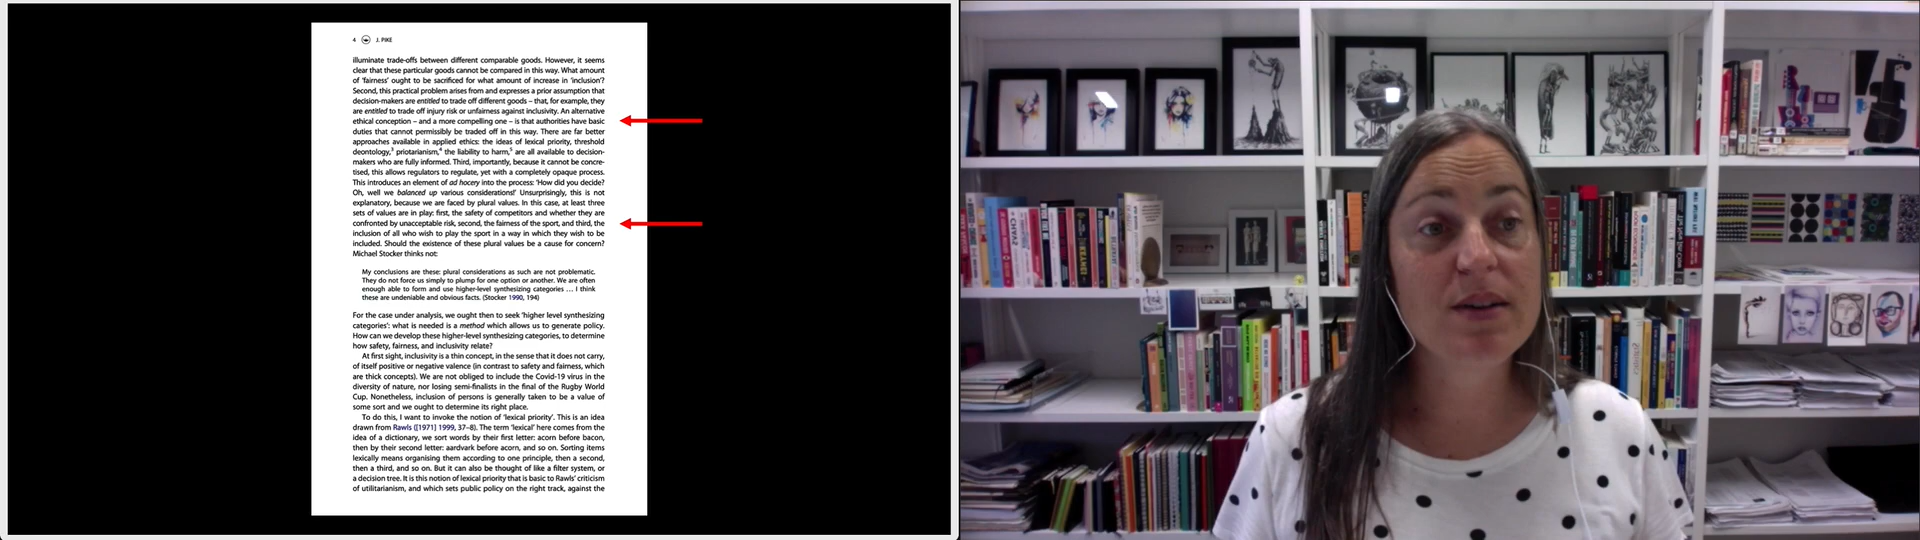 4 J. PIKE
illuminate trade-offs between different comparable goods. However, it seems
clear that these particular goods cannot be compared in this way. What amount
of 'fairness' ought to be sacrificed for what amount of increase in 'inclusion'?
Second, this practical problem arises from and expresses a prior assumption that
decision-makers are entitled to trade off different goods – that, for example, they
are entitled to trade off injury risk or unfairness against inclusivity. An alternative
ethical conception – and a more compelling one – is that authorities have basic
duties that cannot permissibly be traded off in this way. There are far better
approaches available in applied ethics: the ideas of lexical priority, threshold
deontology,³ priotarianism,⁴ the liability to harm,⁵ are all available to decision-
makers who are fully informed. Third, importantly, because it cannot be concre-
tised, this allows regulators to regulate, yet with a completely opaque process.
This introduces an element of ad hocery into the process: 'How did you decide?
Oh, well we balanced up various considerations!' Unsurprisingly, this is not
explanatory, because we are faced by plural values. In this case, at least three
sets of values are in play: first, the safety of competitors and whether they are
confronted by unacceptable risk, second, the fairness of the sport, and third, the
inclusion of all who wish to play the sport in a way in which they wish to be
included. Should the existence of these plural values be a cause for concern?
Michael Stocker thinks not:
My conclusions are these: plural considerations as such are not problematic.
They do not force us simply to plump for one option or another. We are often
enough able to form and use higher-level synthesizing categories … I think
these are undeniable and obvious facts. (Stocker 1990, 194)
For the case under analysis, we ought then to seek 'higher level synthesizing
categories': what is needed is a method which allows us to generate policy.
How can we develop these higher-level synthesizing categories, to determine
how safety, fairness, and inclusivity relate?
At first sight, inclusivity is a thin concept, in the sense that it does not carry,
of itself positive or negative valence (in contrast to safety and fairness, which
are thick concepts). We are not obliged to include the Covid-19 virus in the
diversity of nature, nor losing semi-finalists in the final of the Rugby World
Cup. Nonetheless, inclusion of persons is generally taken to be a value of
some sort and we ought to determine its right place.
To do this, I want to invoke the notion of 'lexical priority'. This is an idea
drawn from Rawls ([1971] 1999, 37–8). The term 'lexical' here comes from the
idea of a dictionary, we sort words by their first letter: acorn before bacon,
then by their second letter: aardvark before acorn, and so on. Sorting items
lexically means organising them according to one principle, then a second,
then a third, and so on. But it can also be thought of like a filter system, or
a decision tree. It is this notion of lexical priority that is basic to Rawls' criticism
of utilitarianism, and which sets public policy on the right track, against the